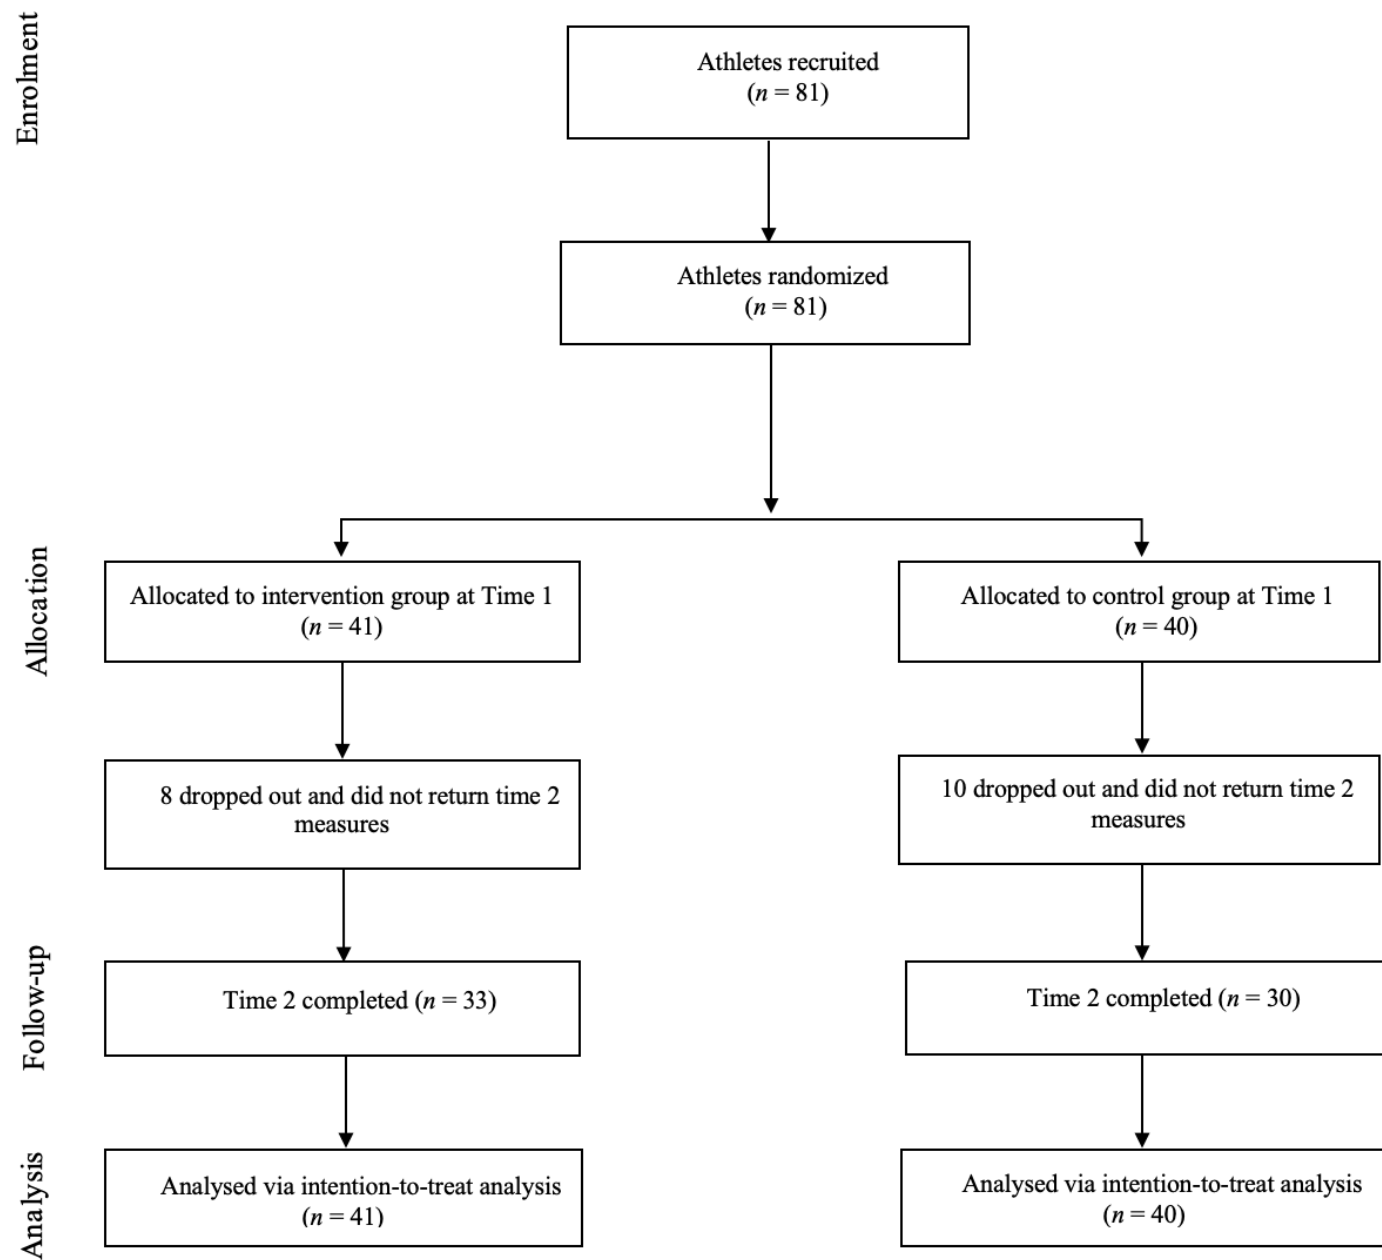 Enrolment
Athletes recruited
(n = 81)
Athletes randomized
(n = 81)
Allocation
Allocated to intervention group at Time 1
(n = 41)
Allocated to control group at Time 1
(n = 40)
8 dropped out and did not return time 2
measures
10 dropped out and did not return time 2
measures
Follow-up
Time 2 completed (n = 33)
Time 2 completed (n = 30)
Analysis
Analysed via intention-to-treat analysis
(n = 41)
Analysed via intention-to-treat analysis
(n = 40)